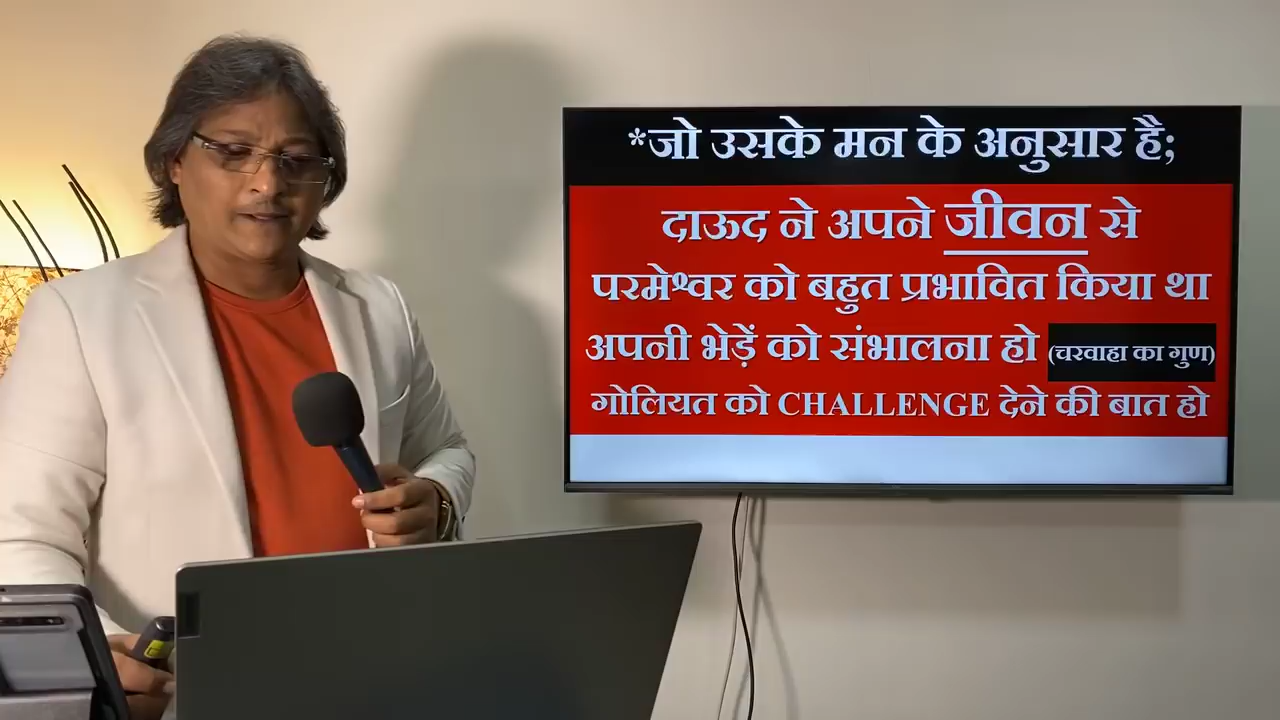 *जो उसके मन के अनुसार है;
दाऊद ने अपने जीवन से
परमेश्वर को बहुत प्रभावित किया था
अपनी भेड़ें को संभालना हो (चरवाहा का गुण)
गोलियत को CHALLENGE देने की बात हो